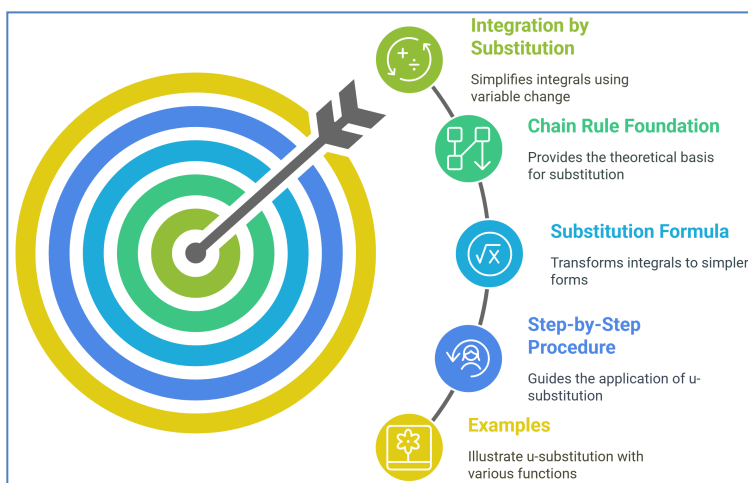 Integration by
Substitution
Simplifies integrals using
variable change
Chain Rule Foundation
Provides the theoretical basis
for substitution
√x
Substitution Formula
Transforms integrals to simpler
forms
Step-by-Step
Procedure
Guides the application of u-
substitution
Examples
Illustrate u-substitution with
various functions